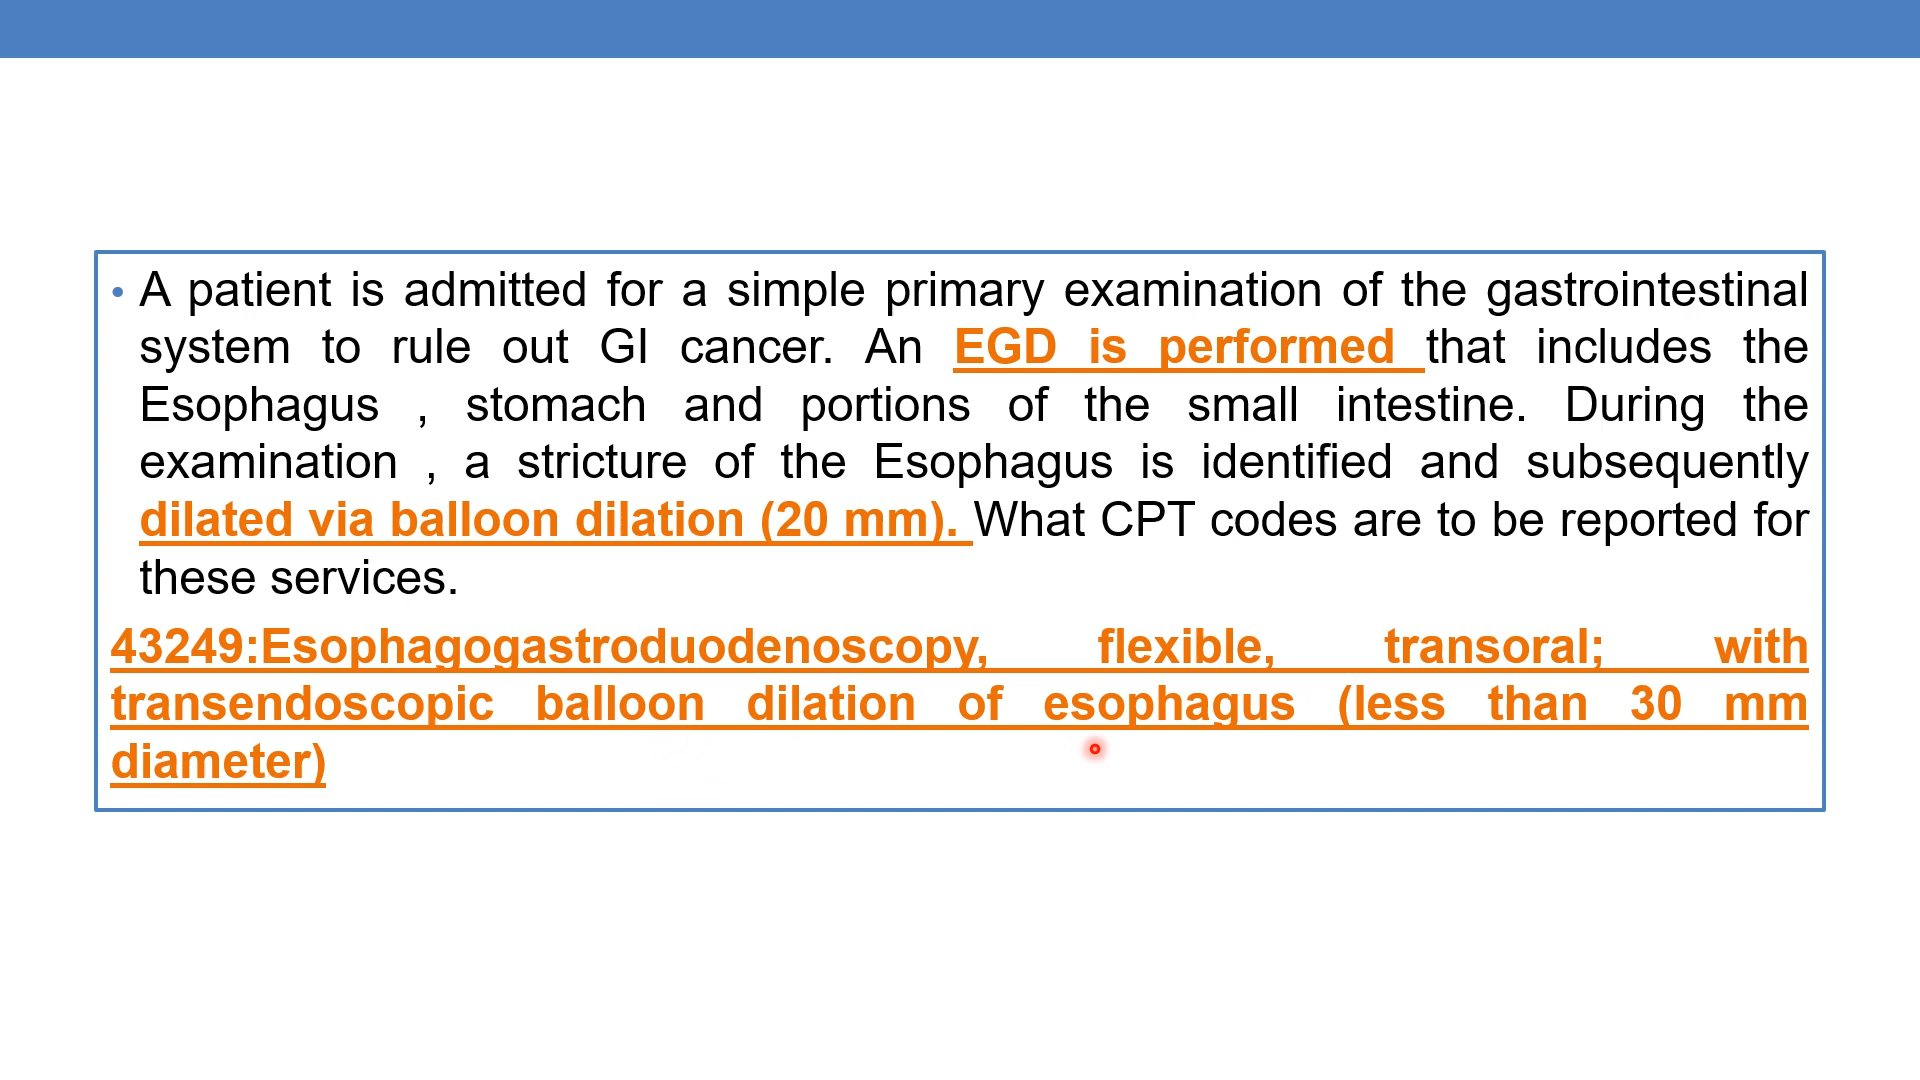 • A patient is admitted for a simple primary examination of the gastrointestinal
system to rule out GI cancer. An EGD is performed that includes the
Esophagus , stomach and portions of the small intestine. During the
examination , a stricture of the Esophagus is identified and subsequently
dilated via balloon dilation (20 mm). What CPT codes are to be reported for
these services.
43249:Esophagogastroduodenoscopy, flexible, transoral; with
transendoscopic balloon dilation of esophagus (less than 30 mm
diameter)